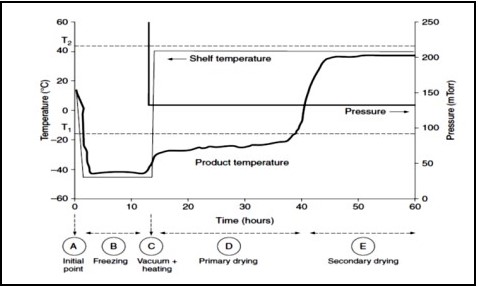 60
T2
40
20
0
T1
−20
−40
−60
Temperature (°C)
Shelf temperature
Pressure
Product temperature
250
200
150
100
50
0
Pressure (mTorr)
0 10 20 30 40 50 60
Time (hours)
A B C D E
Initial point
Freezing
Vacuum + heating
Primary drying
Secondary drying